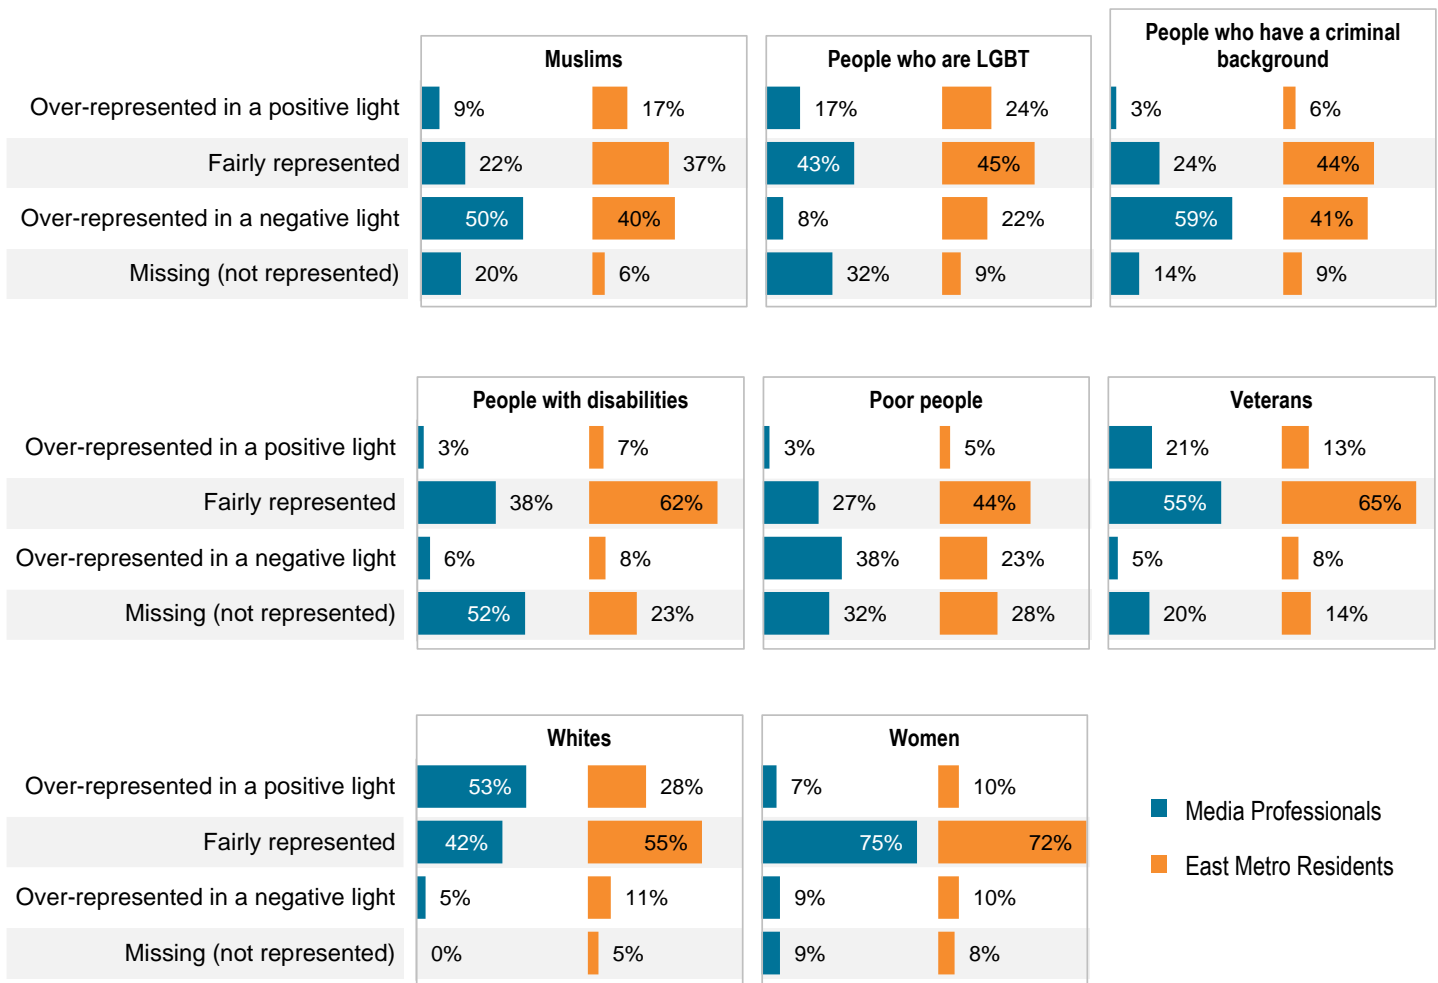 Muslims
People who are LGBT
People who have a criminal
background
Over-represented in a positive light 9% 17% 17% 24% 3% 6%
Fairly represented 22% 37% 43% 45% 24% 44%
Over-represented in a negative light 50% 40% 8% 22% 59% 41%
Missing (not represented) 20% 6% 32% 9% 14% 9%
People with disabilities
Poor people
Veterans
Over-represented in a positive light 3% 7% 3% 5% 21% 13%
Fairly represented 38% 62% 27% 44% 55% 65%
Over-represented in a negative light 6% 8% 38% 23% 5% 8%
Missing (not represented) 52% 23% 32% 28% 20% 14%
Whites
Women
Over-represented in a positive light 53% 28% 7% 10%
Fairly represented 42% 55% 75% 72%
Over-represented in a negative light 5% 11% 9% 10%
Missing (not represented) 0% 5% 9% 8%
Media Professionals
East Metro Residents